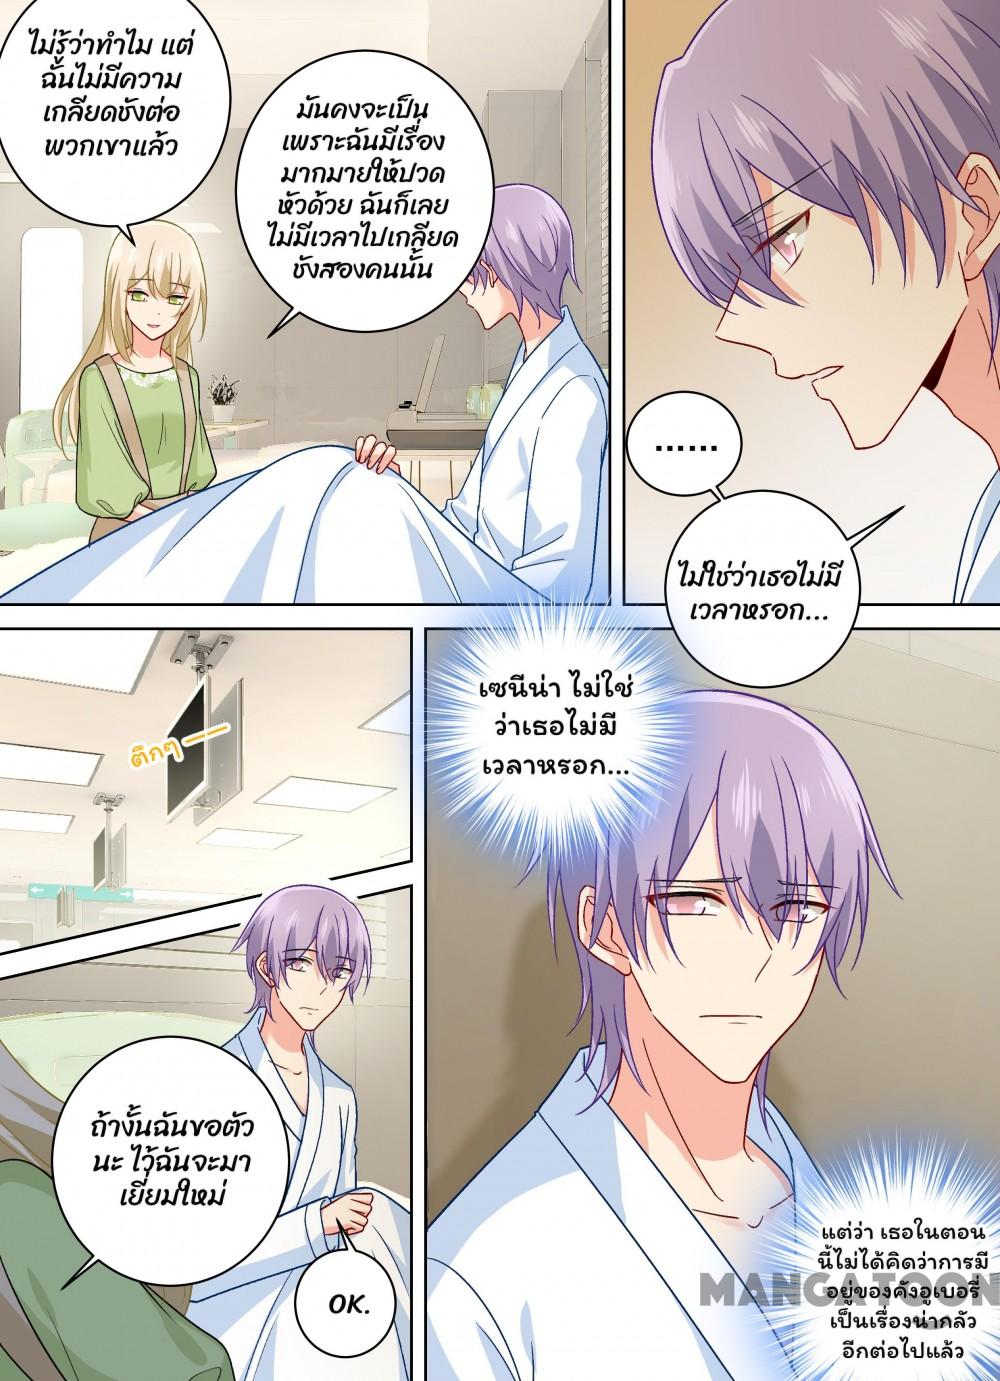 ไม่รู้ว่าทำไม แต่
ฉันไม่มีความ
เกลียดชังต่อ
พวกเขาแล้ว
มันคงจะเป็น
เพราะฉันมีเรื่อง
มากมายให้ปวด
หัวด้วย ฉันก็เลย
ไม่มีเวลาไปเกลียด
ชังสองคนนั้น
......
ไม่ใช่ว่าเธอไม่มี
เวลาหรอก...
ตึกๆ
เซนีน่า ไม่ใช่
ว่าเธอไม่มี
เวลาหรอก...
ถ้างั้นฉันขอตัว
นะ ไว้ฉันจะมา
เยี่ยมใหม่
OK.
แต่ว่า เธอในตอน
นี้ไม่ได้คิดว่าการมี
อยู่ของคังอูเบอรี่
เป็นเรื่องน่ากลัว
อีกต่อไปแล้ว
MANGATOON